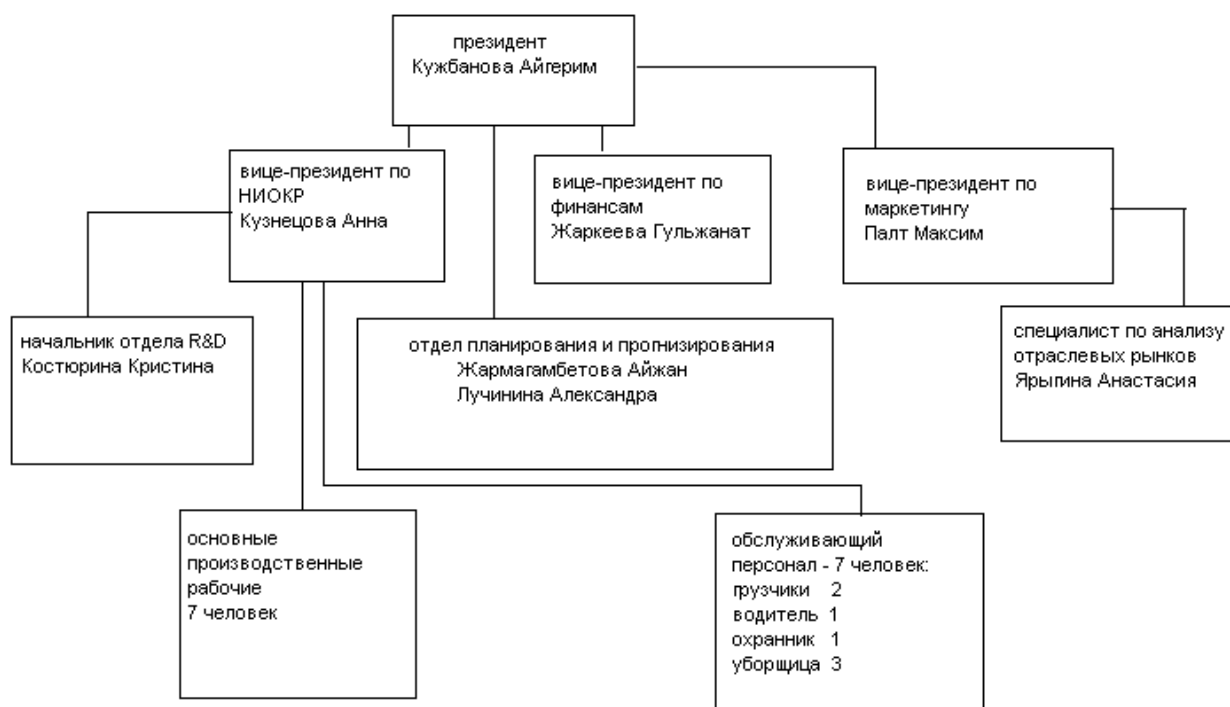 президент
Кужбанова Айгерим
вице-президент по
НИОКР
Кузнецова Анна
вице-президент по
финансам
Жаркеева Гульжанат
вице-президент по
маркетингу
Палт Максим
начальник отдела R&D
Костюрина Кристина
отдел планирования и прогнизирования
Жармагамбетова Айжан
Лучинина Александра
специалист по анализу
отраслевых рынков
Ярыгина Анастасия
основные
производственные
рабочие
7 человек
обслуживающий
персонал - 7 человек:
грузчики 2
водитель 1
охранник 1
уборщица 3